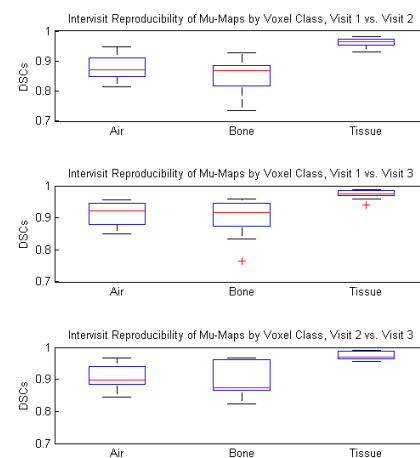 Intervisit Reproducibility of Mu-Maps by Voxel Class, Visit 1 vs. Visit 2
1
0.9
0.8
0.7
DSCs
Air Bone Tissue
Intervisit Reproducibility of Mu-Maps by Voxel Class, Visit 1 vs. Visit 3
1
0.9
0.8
0.7
DSCs
Air Bone Tissue
Intervisit Reproducibility of Mu-Maps by Voxel Class, Visit 2 vs. Visit 3
1
0.9
0.8
0.7
DSCs
Air Bone Tissue